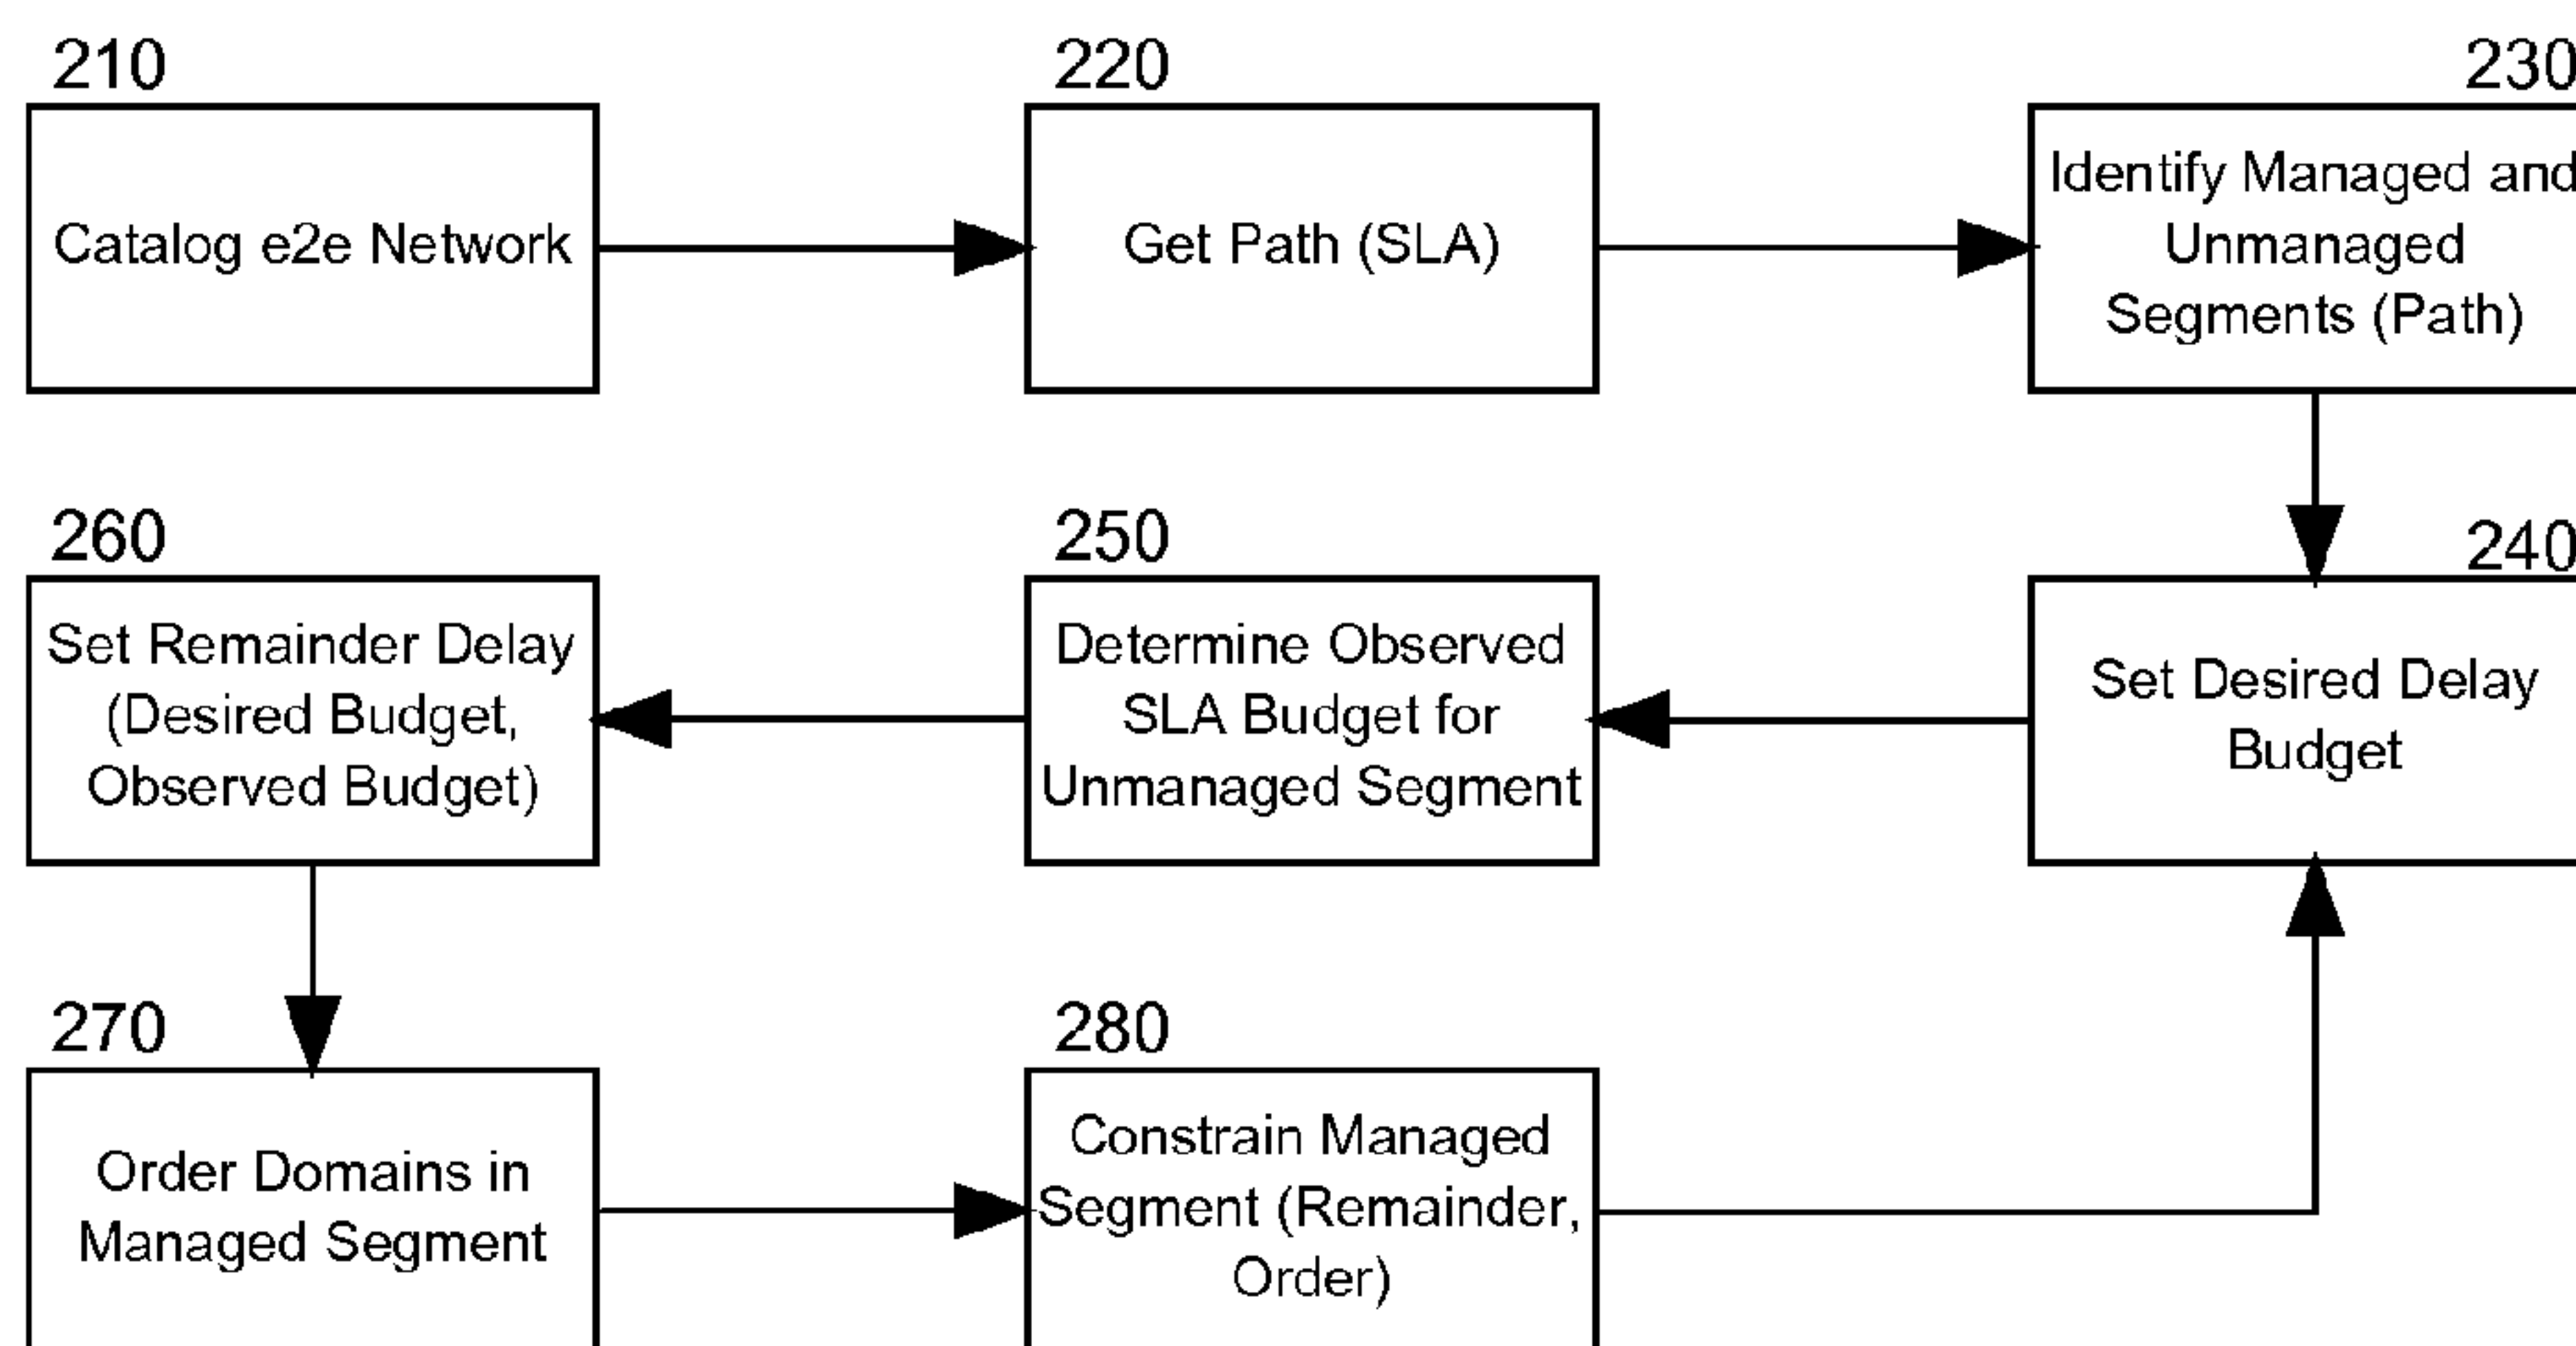 210
Catalog e2e Network
220
Get Path (SLA)
230
Identify Managed and
Unmanaged
Segments (Path)
260
Set Remainder Delay
(Desired Budget,
Observed Budget)
250
Determine Observed
SLA Budget for
Unmanaged Segment
240
Set Desired Delay
Budget
270
Order Domains in
Managed Segment
280
Constrain Managed
Segment (Remainder,
Order)